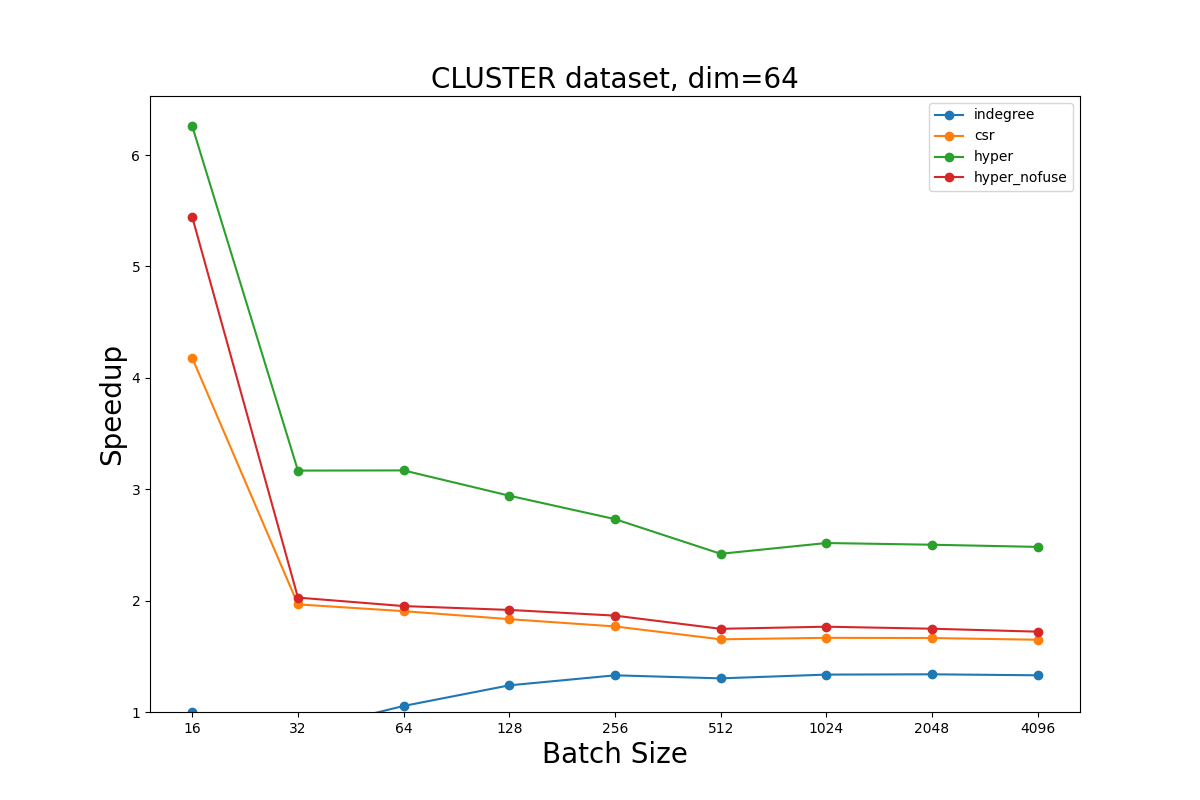 CLUSTER dataset, dim=64
indegree
csr
hyper
hyper_nofuse
Speedup
6
5
4
3
2
1
16 32 64 128 256 512 1024 2048 4096
Batch Size